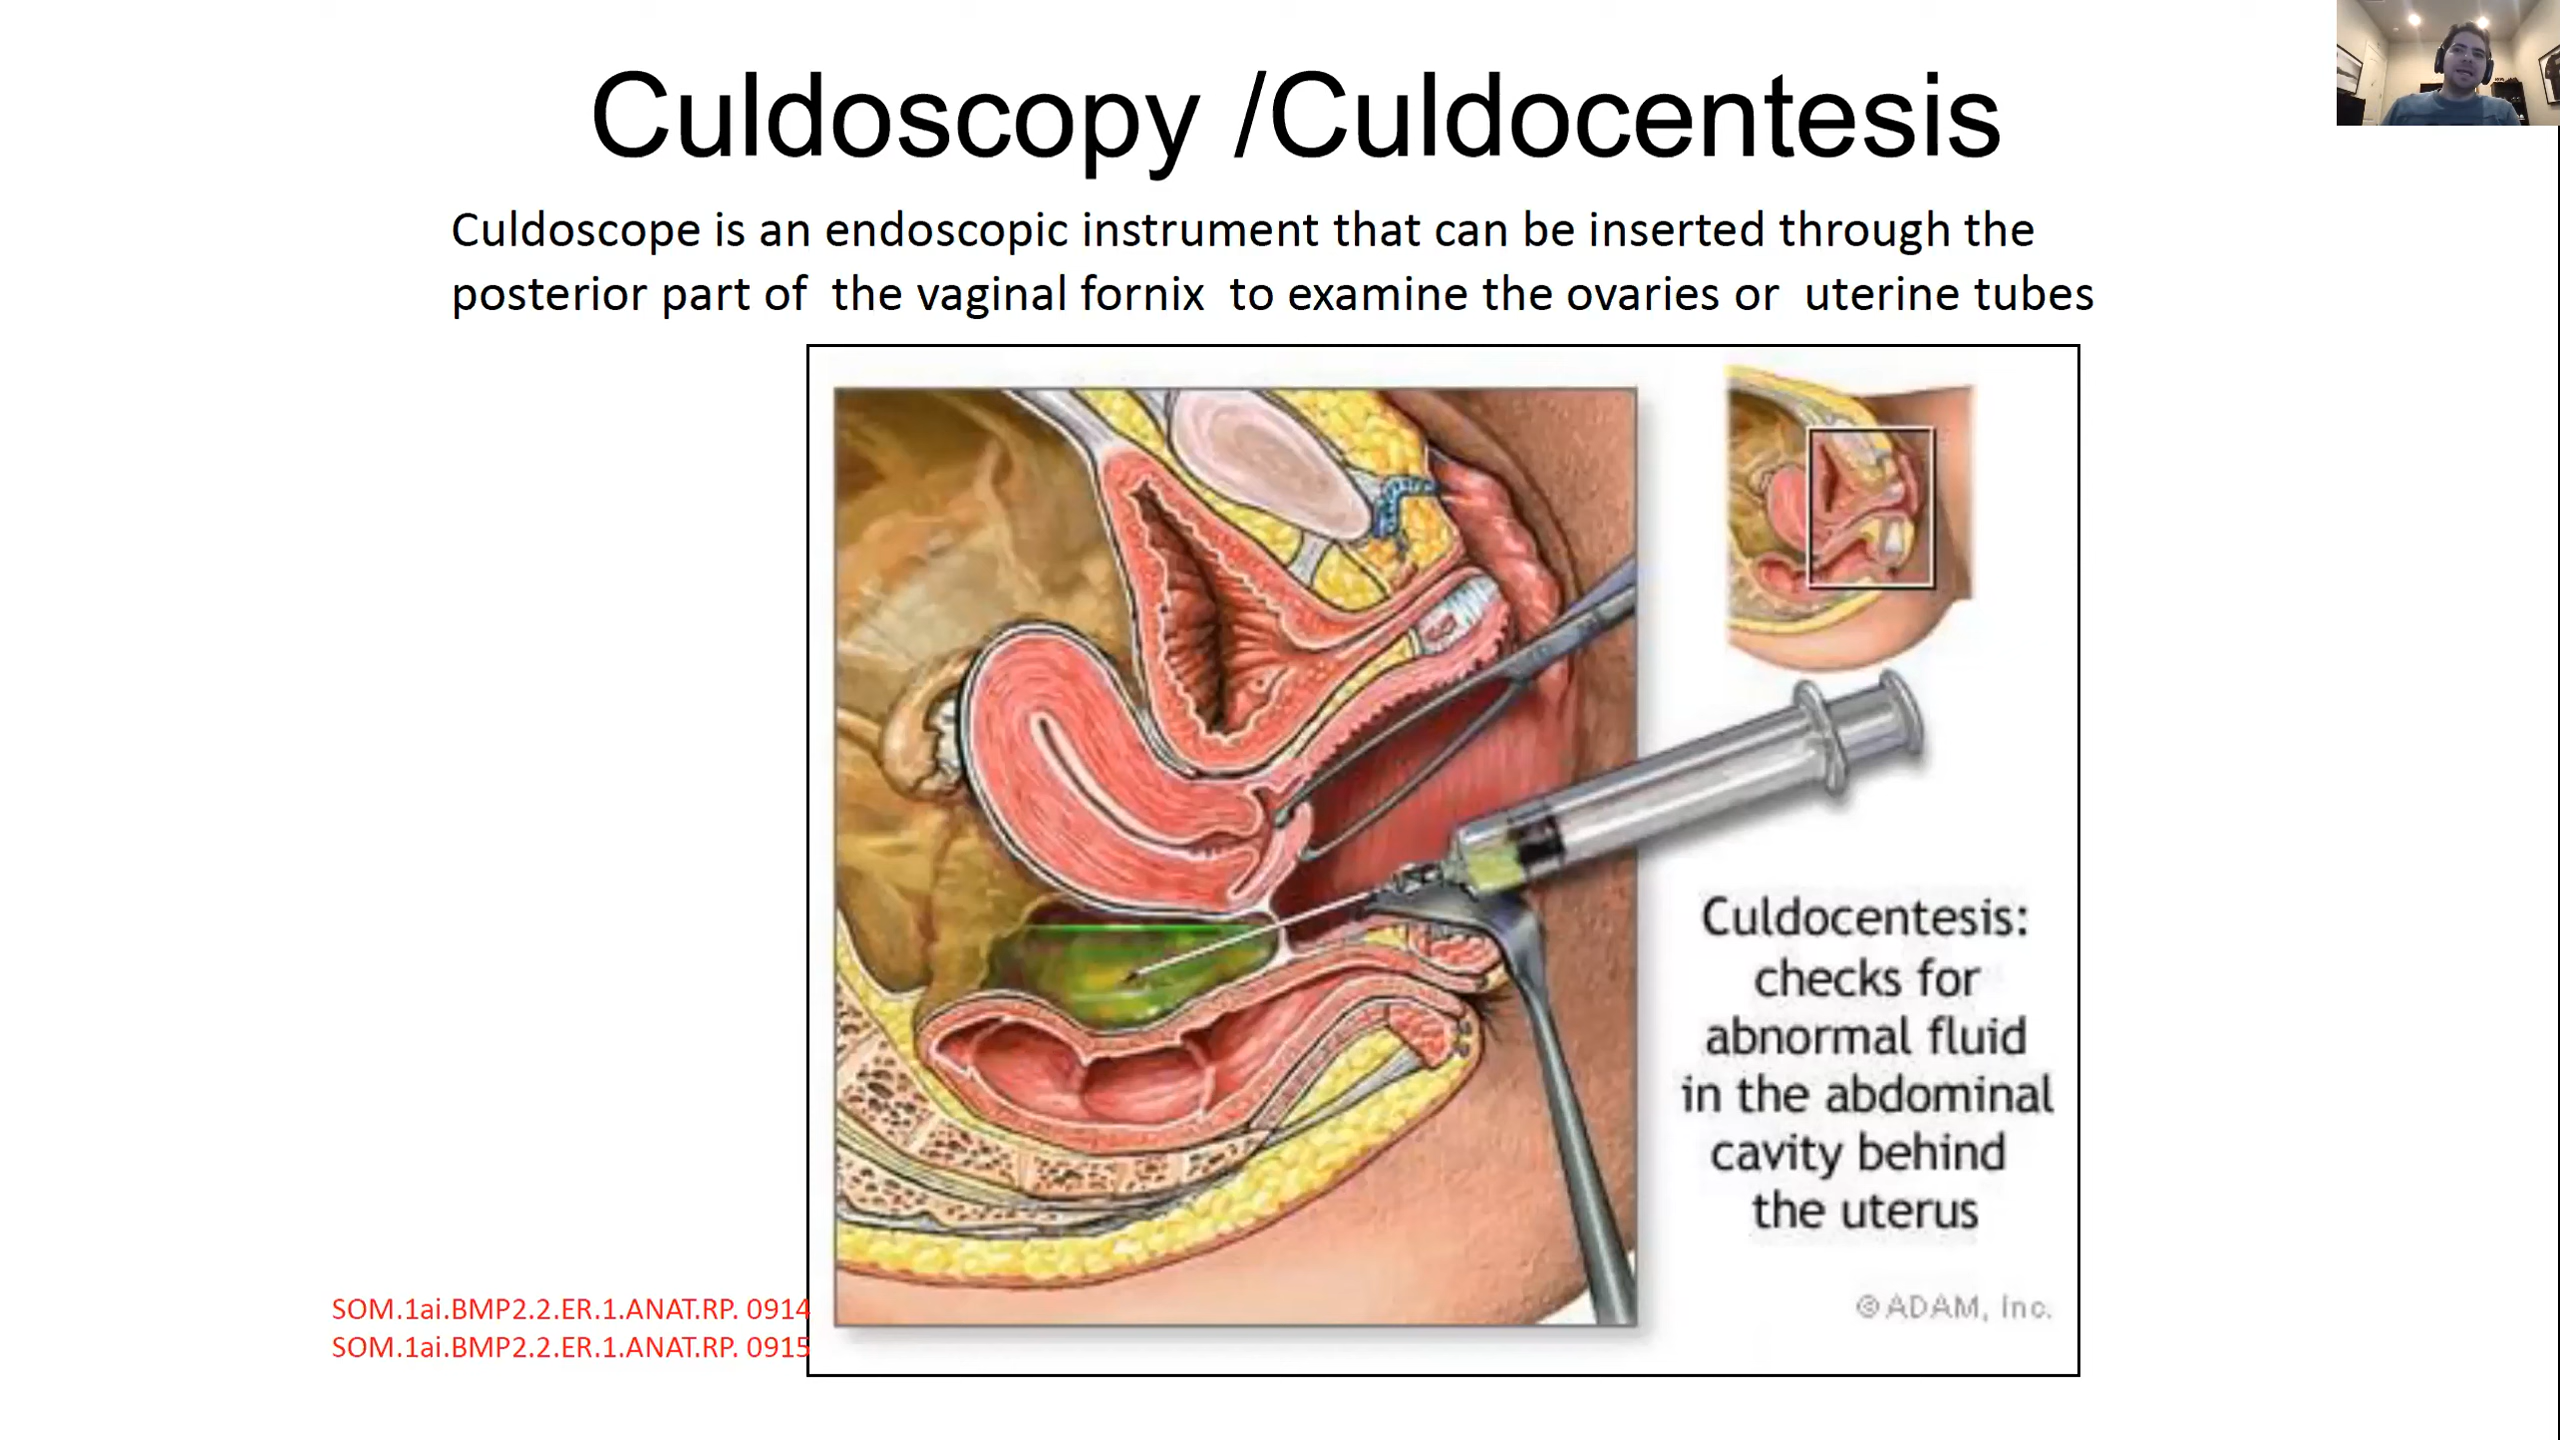 Culdoscopy /Culdocentesis
Culdoscope is an endoscopic instrument that can be inserted through the
posterior part of  the vaginal fornix  to examine the ovaries or  uterine tubes
Culdocentesis:
checks for
abnormal fluid
in the abdominal
cavity behind
the uterus
©ADAM, Inc.
SOM.1ai.BMP2.2.ER.1.ANAT.RP. 0914
SOM.1ai.BMP2.2.ER.1.ANAT.RP. 0915